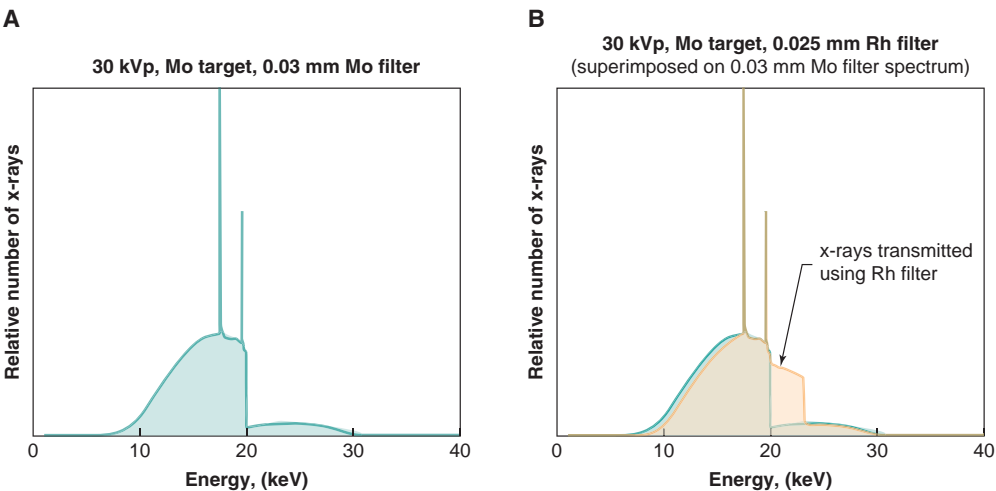 A
30 kVp, Mo target, 0.03 mm Mo filter
Relative number of x-rays
0
10
20
30
40
Energy, (keV)
B
30 kVp, Mo target, 0.025 mm Rh filter
(superimposed on 0.03 mm Mo filter spectrum)
Relative number of x-rays
x-rays transmitted
using Rh filter
0
10
20
30
40
Energy, (keV)